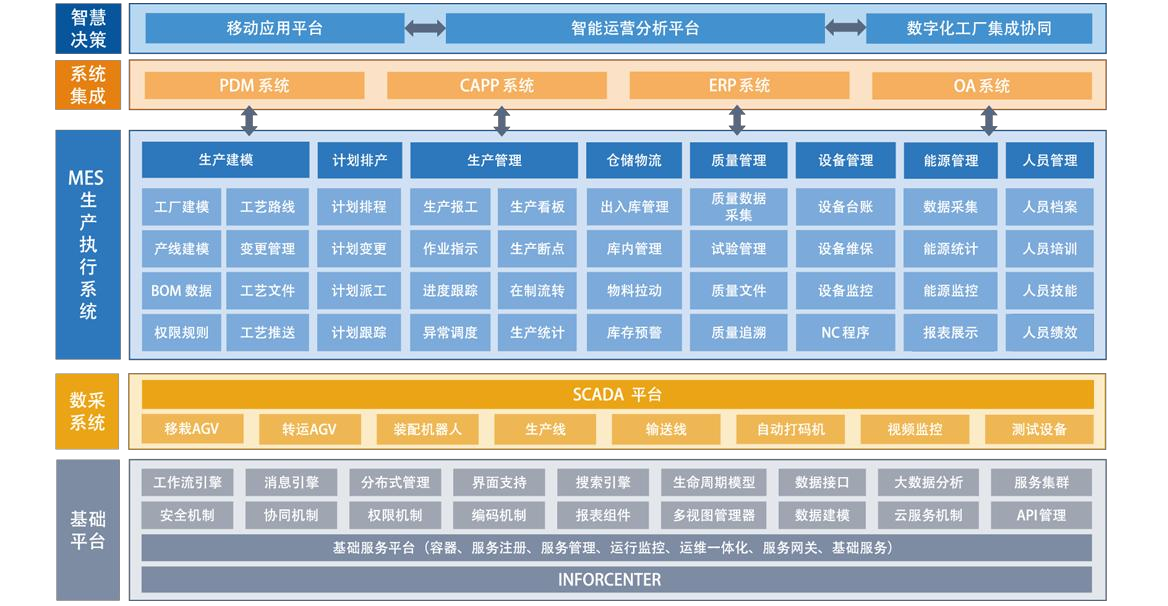 智慧
决策
移动应用平台
智能运营分析平台
数字化工厂集成协同
系统
集成
PDM 系统
CAPP 系统
ERP 系统
OA 系统
MES
生
产
执
行
系
统
生产建模
计划排产
生产管理
仓储物流
质量管理
设备管理
能源管理
人员管理
工厂建模
工艺路线
计划排程
生产报工
生产看板
出入库管理
质量数据
采集
设备台账
数据采集
人员档案
产线建模
变更管理
计划变更
作业指示
生产断点
库内管理
试验管理
设备维保
能源统计
人员培训
BOM 数据
工艺文件
计划派工
进度跟踪
在制流转
物料拉动
质量文件
设备监控
能源监控
人员技能
权限规则
工艺推送
计划跟踪
异常调度
生产统计
库存预警
质量追溯
NC 程序
报表展示
人员绩效
数采
系统
SCADA 平台
移栽AGV
转运AGV
装配机器人
生产线
输送线
自动打码机
视频监控
测试设备
基础
平台
工作流引擎
消息引擎
分布式管理
界面支持
搜索引擎
生命周期模型
数据接口
大数据分析
服务集群
安全机制
协同机制
权限机制
编码机制
报表组件
多视图管理器
数据建模
云服务机制
API管理
基础服务平台（容器、服务注册、服务管理、运行监控、运维一体化、服务网关、基础服务）
INFORCENTER